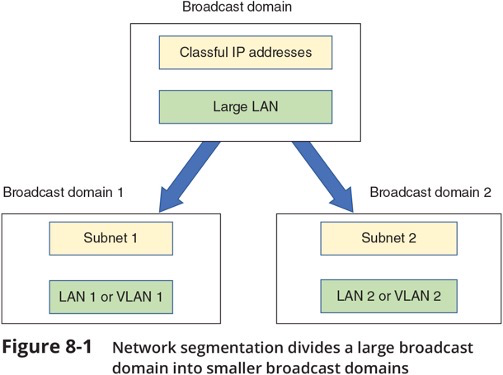 Broadcast domain
Classful IP addresses
Large LAN
Broadcast domain 1
Broadcast domain 2
Subnet 1
Subnet 2
LAN 1 or VLAN 1
LAN 2 or VLAN 2
Figure 8-1 Network segmentation divides a large broadcast
domain into smaller broadcast domains